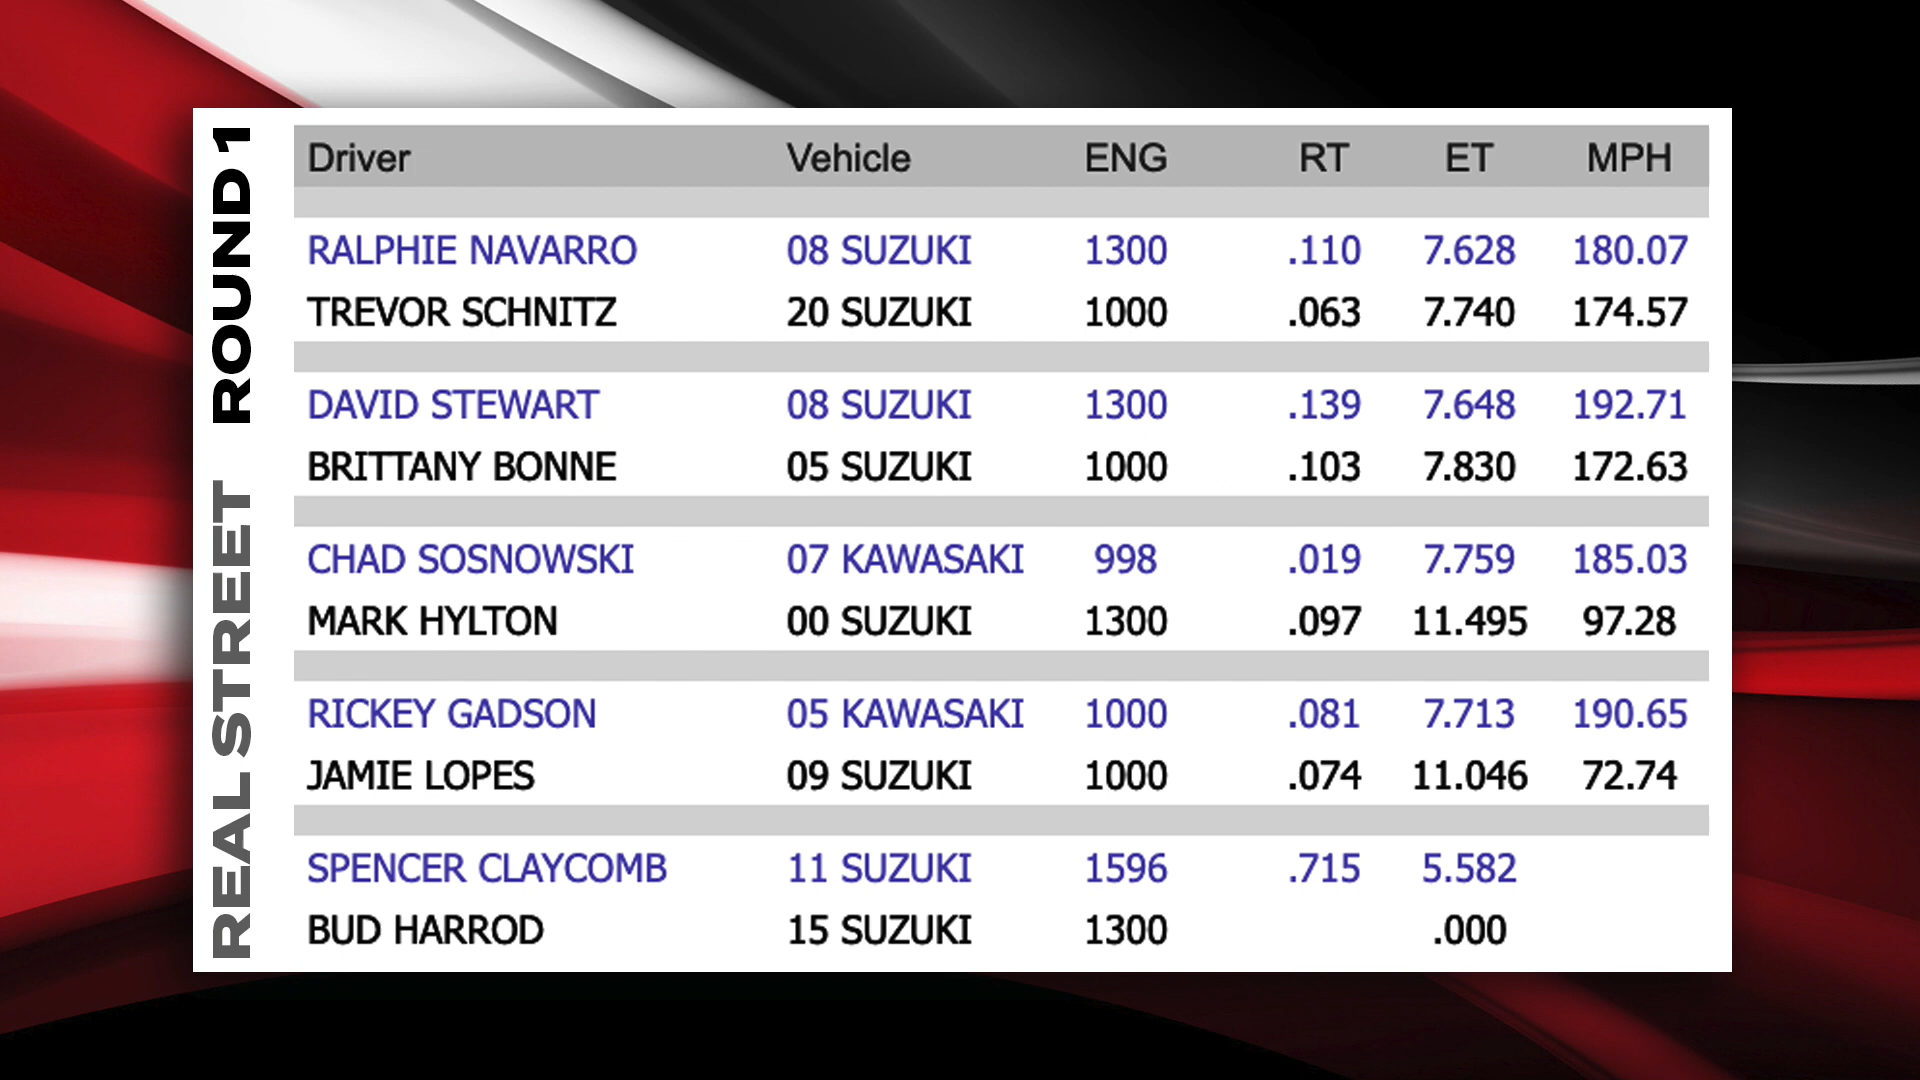 REAL STREET ROUND 1
Driver Vehicle ENG RT ET MPH
RALPHIE NAVARRO 08 SUZUKI 1300 .110 7.628 180.07
TREVOR SCHNITZ 20 SUZUKI 1000 .063 7.740 174.57
DAVID STEWART 08 SUZUKI 1300 .139 7.648 192.71
BRITTANY BONNE 05 SUZUKI 1000 .103 7.830 172.63
CHAD SOSNOWSKI 07 KAWASAKI 998 .019 7.759 185.03
MARK HYLTON 00 SUZUKI 1300 .097 11.495 97.28
RICKEY GADSON 05 KAWASAKI 1000 .081 7.713 190.65
JAMIE LOPES 09 SUZUKI 1000 .074 11.046 72.74
SPENCER CLAYCOMB 11 SUZUKI 1596 .715 5.582
BUD HARROD 15 SUZUKI 1300 .000